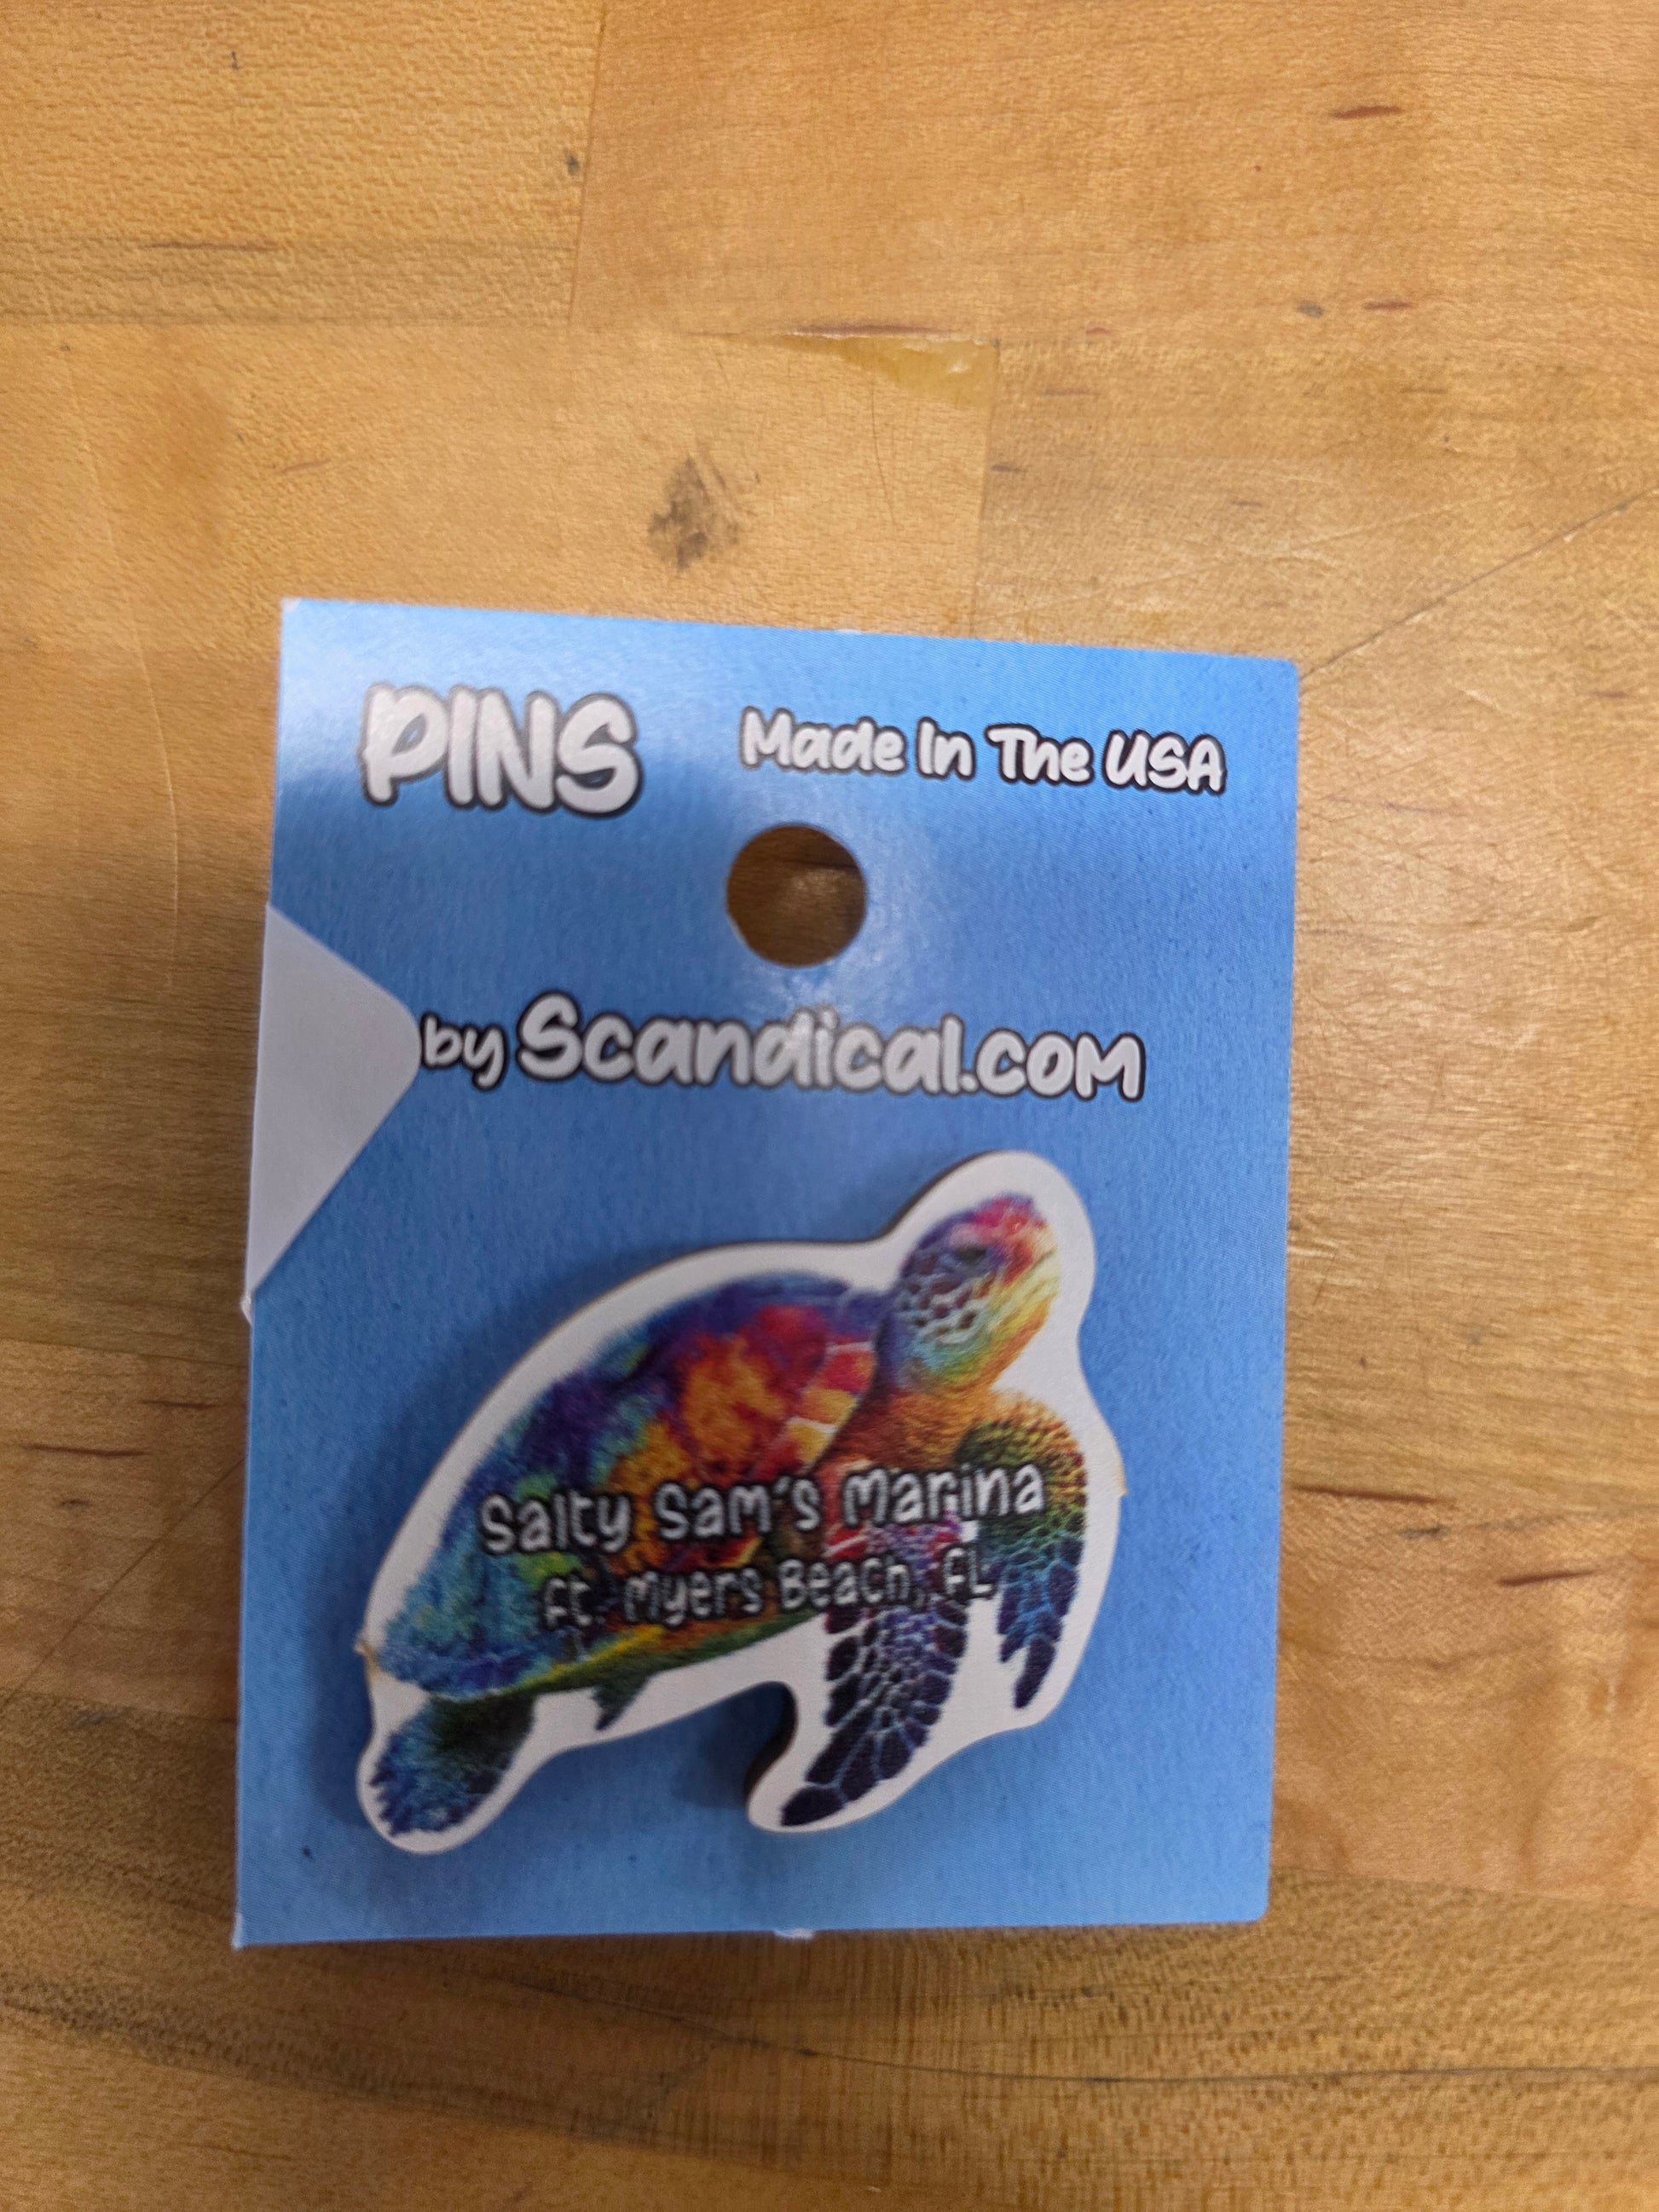 PINS
Made In The USA
by Scandical.com
Salty Sam's Marina
Ft. Myers Beach, FL